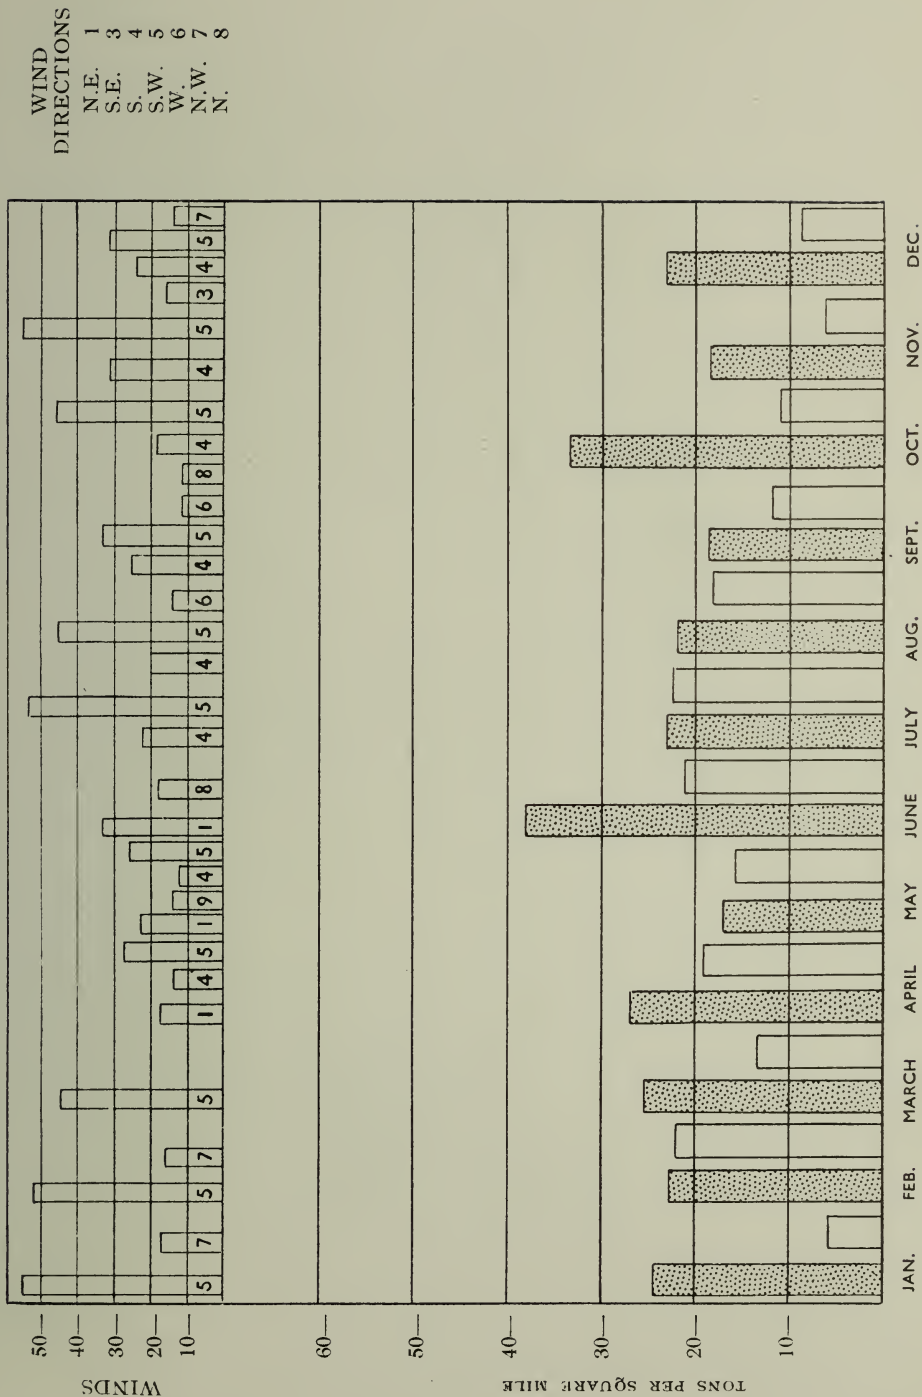 WIND
DIRECTIONS
N.E. 1
S.E. 3
S. 4
S.W. 5
W. 6
N.W. 7
N. 8
WINDS
50
40
30
20
10
5 7 5 7 5 1 4 5 1 9 4 5 1 8 4 5 4 5 6 4 5 6 8 4 5 4 5 3 4 5 7
TONS PER SQUARE MILE
60
50
40
30
20
10
JAN. FEB. MARCH APRIL MAY JUNE JULY AUG. SEPT. OCT. NOV. DEC.